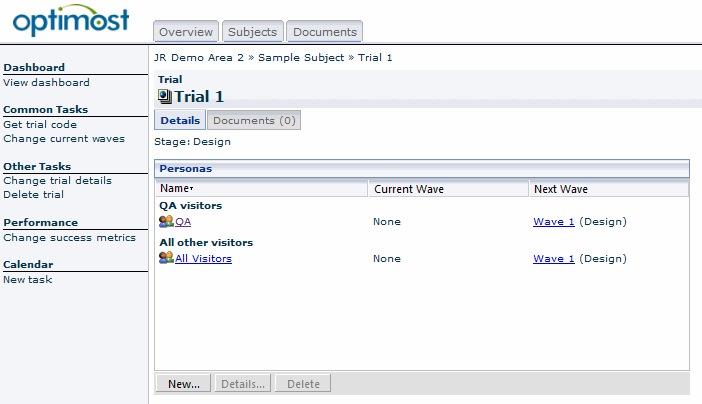 optimost
Overview Subjects Documents
JR Demo Area 2 » Sample Subject » Trial 1
Dashboard
View dashboard
Common Tasks
Get trial code
Change current waves
Other Tasks
Change trial details
Delete trial
Performance
Change success metrics
Calendar
New task
Trial
Trial 1
Details Documents (0)
Stage: Design
Personas
Name Current Wave Next Wave
QA visitors
QA None Wave 1 (Design)
All other visitors
All Visitors None Wave 1 (Design)
New... Details... Delete